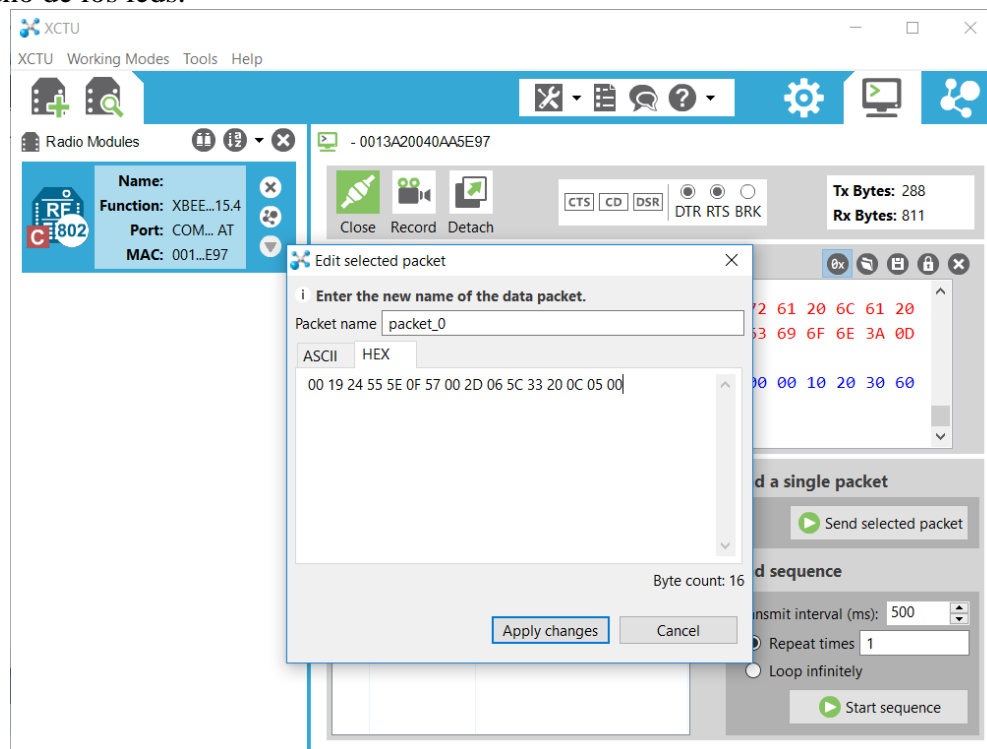 XCTU
XCTU Working Modes Tools Help
Radio Modules
- 0013A20040AA5E97
Name:
Function: XBEE...15.4
Port: COM... AT
MAC: 001...E97
RF
C 802
Close Record Detach
CTS CD DSR DTR RTS BRK
Tx Bytes: 288
Rx Bytes: 811
Edit selected packet
Enter the new name of the data packet.
Packet name packet_0
ASCII HEX
00 19 24 55 5E 0F 57 00 2D 06 5C 33 20 0C 05 00
Byte count: 16
Apply changes Cancel
0x
61 20 6C 61 20
69 6F 6E 3A 0D
00 10 20 30 60
a single packet
Send selected packet
sequence
interval (ms): 500
Repeat times 1
Loop infinitely
Start sequence